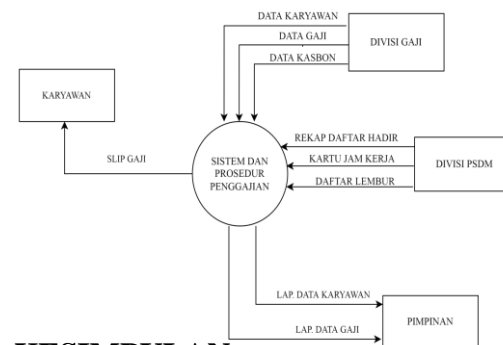 DATA KARYAWAN
DATA GAJI
DATA KASBON
DIVISI GAJI
KARYAWAN
SLIP GAJI
SISTEM DAN
PROSEDUR
PENGGAJIAN
REKAP DAFTAR HADIR
KARTU JAM KERJA
DAFTAR LEMBUR
DIVISI PSDM
LAP. DATA KARYAWAN
LAP. DATA GAJI
PIMPINAN
KESIMPULAN